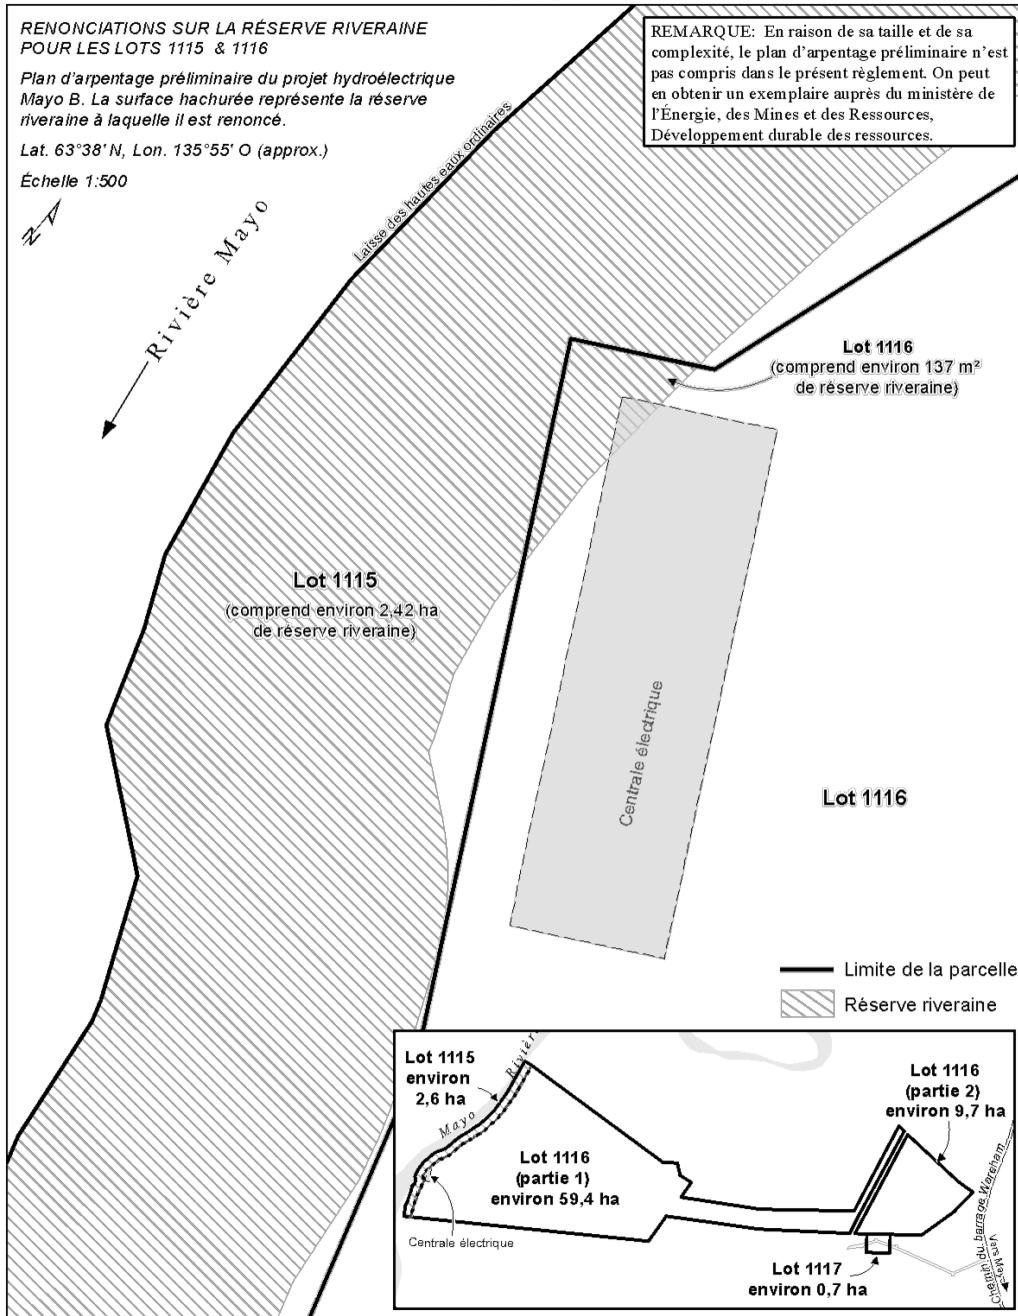 RENONCIATIONS SUR LA RÉSERVE RIVERAINE
POUR LES LOTS 1115 & 1116
Plan d'arpentage préliminaire du projet hydroélectrique
Mayo B. La surface hachurée représente la réserve
riveraine à laquelle il est renoncé.
Lat. 63°38' N, Lon. 135°55' O (approx.)
Échelle 1:500
N
REMARQUE: En raison de sa taille et de sa
complexité, le plan d'arpentage préliminaire n'est
pas compris dans le présent règlement. On peut
en obtenir un exemplaire auprès du ministère de
l'Énergie, des Mines et des Ressources,
Développement durable des ressources.
Rivière Mayo
Laisse des hautes eaux ordinaires
Lot 1116
(comprend environ 137 m²
de réserve riveraine)
Lot 1115
(comprend environ 2,42 ha
de réserve riveraine)
Centrale électrique
Lot 1116
Limite de la parcelle
Réserve riveraine
Lot 1115
environ
2,6 ha
Rivière
Mayo
Lot 1116
(partie 1)
environ 59,4 ha
Centrale électrique
Lot 1116
(partie 2)
environ 9,7 ha
Lot 1117
environ 0,7 ha
Chemin du barrage Wareham
Vers Mayo